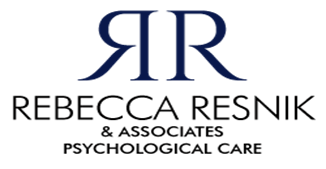 RR
REBECCA RESNIK
& ASSOCIATES
PSYCHOLOGICAL CARE